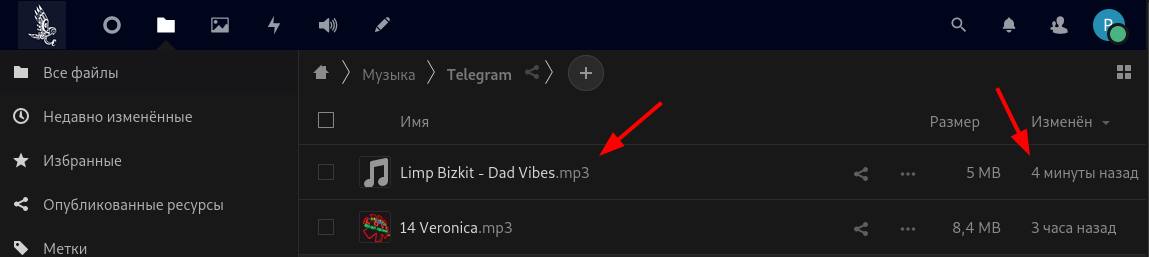 P
Все файлы
Музыка
Telegram
Недавно изменённые
Имя
Размер
Изменён
Избранные
Limp Bizkit - Dad Vibes.mp3
5 MB
4 минуты назад
Опубликованные ресурсы
14 Veronica.mp3
8,4 MB
3 часа назад
Метки